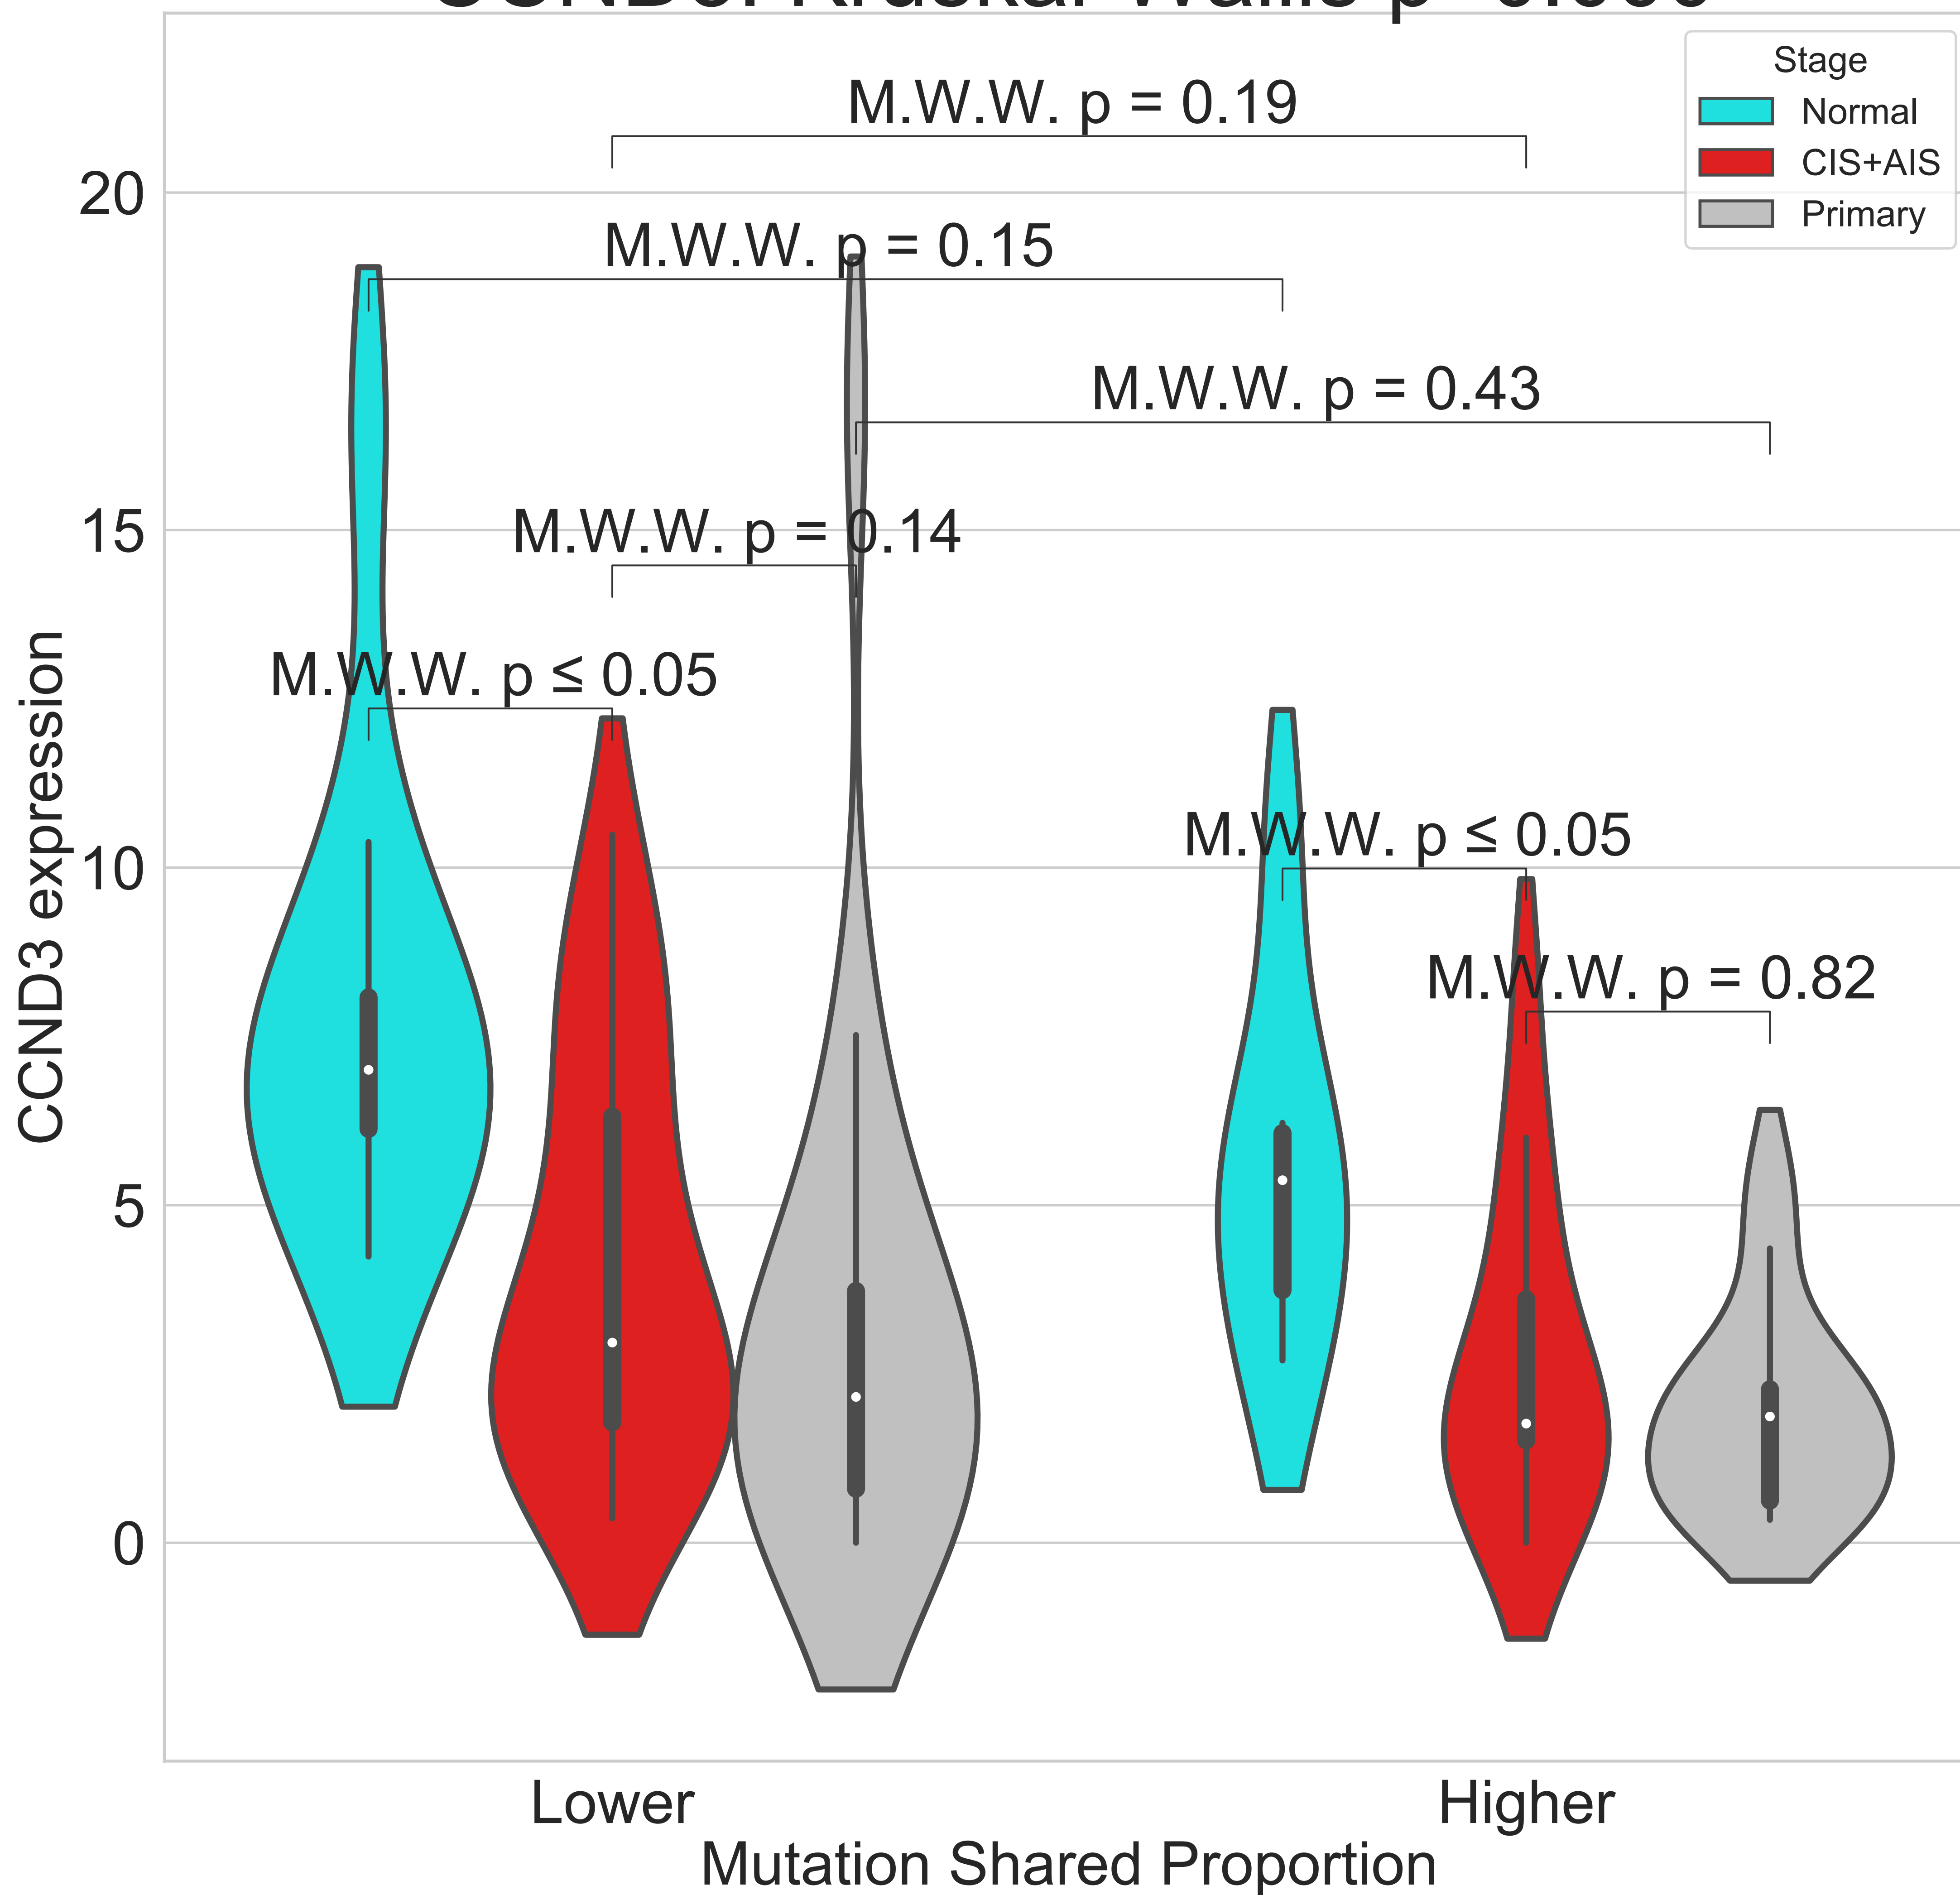 Stage
Normal
CIS+AIS
Primary
M.W.W. p = 0.19
M.W.W. p = 0.15
M.W.W. p = 0.43
M.W.W. p = 0.14
M.W.W. p ≤ 0.05
M.W.W. p ≤ 0.05
M.W.W. p = 0.82
20
15
10
5
0
CCND3 expression
Lower
Higher
Mutation Shared Proportion